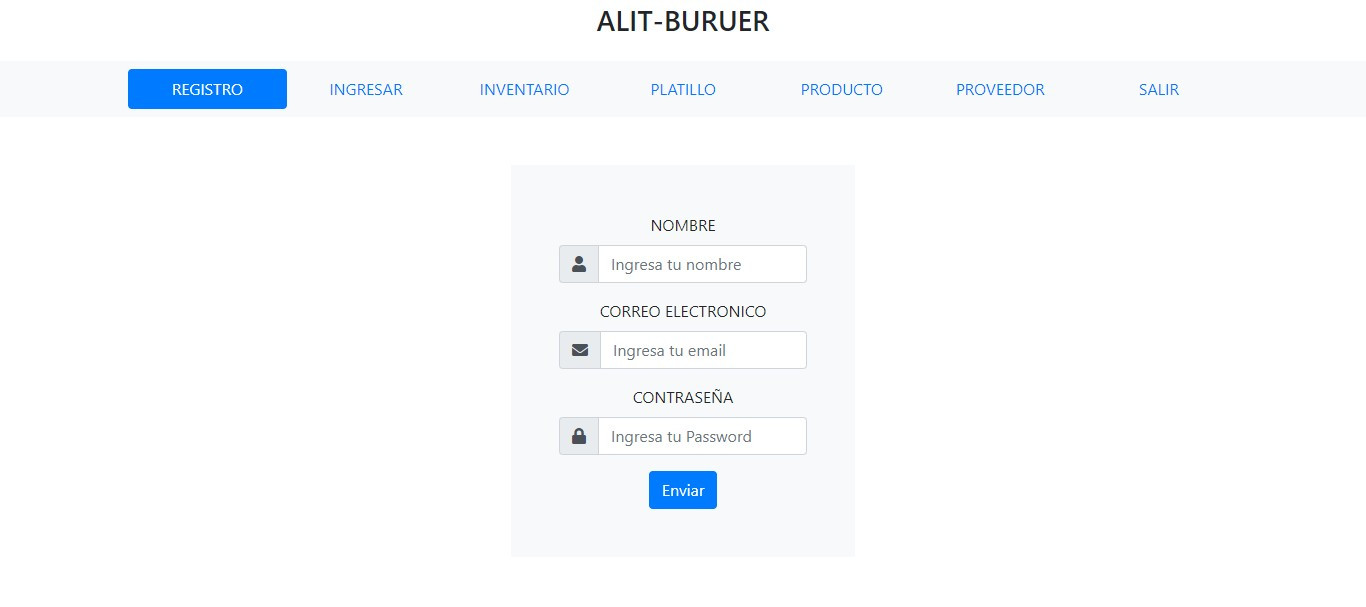 ALIT-BURUER
REGISTRO INGRESAR INVENTARIO PLATILLO PRODUCTO PROVEEDOR SALIR
NOMBRE
Ingresa tu nombre
CORREO ELECTRONICO
Ingresa tu email
CONTRASEÑA
Ingresa tu Password
Enviar